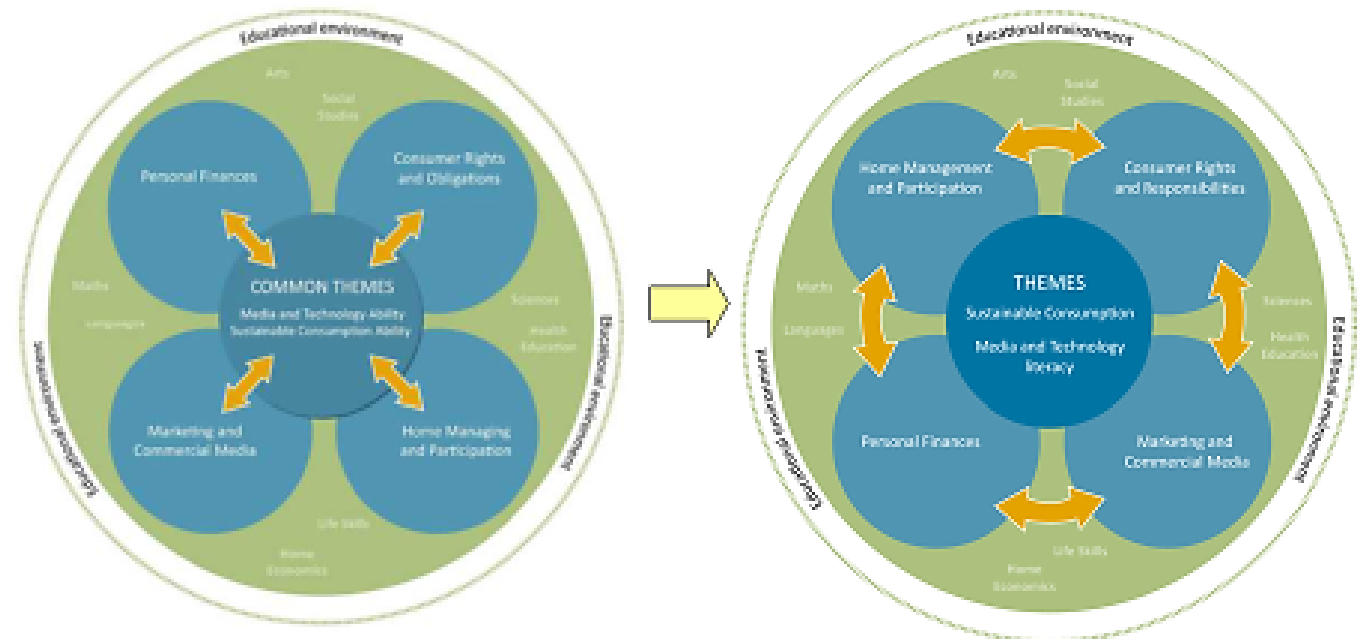 Educational environment
Arts
Social
Studies
Personal Finances
Consumer Rights
and Obligations
COMMON THEMES
Media and Technology Ability
Sustainable Consumption Ability
Maths
Languages
Sciences
Health
Education
Marketing and
Commercial Media
Home Managing
and Participation
Life Skills
Home
Economics
Educational environment
Educational environment
Educational environment
Arts
Social
Studies
Home Management
and Participation
Consumer Rights
and Responsibilities
THEMES
Sustainable Consumption
Media and Technology
literacy
Maths
Languages
Sciences
Health
Education
Personal Finances
Marketing and
Commercial Media
Life Skills
Home
Economics
Educational environment
Educational environment